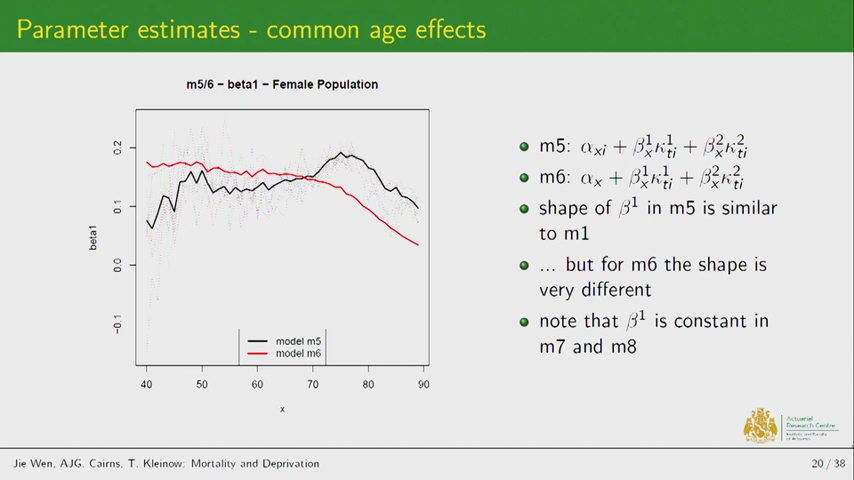 Parameter estimates - common age effects
m5/6 − beta1 − Female Population
beta1
0.2
0.1
0.0
−0.1
model m5
model m6
40 50 60 70 80 90
x
m5: αxi + β¹xκ¹ti + β²xκ²ti
m6: αx + β¹xκ¹ti + β²xκ²ti
shape of β¹ in m5 is similar
to m1
... but for m6 the shape is
very different
note that β¹ is constant in
m7 and m8
Actuarial
Research Centre
Institute and Faculty
of Actuaries
Jie Wen, AJG. Cairns, T. Kleinow: Mortality and Deprivation
20 / 38